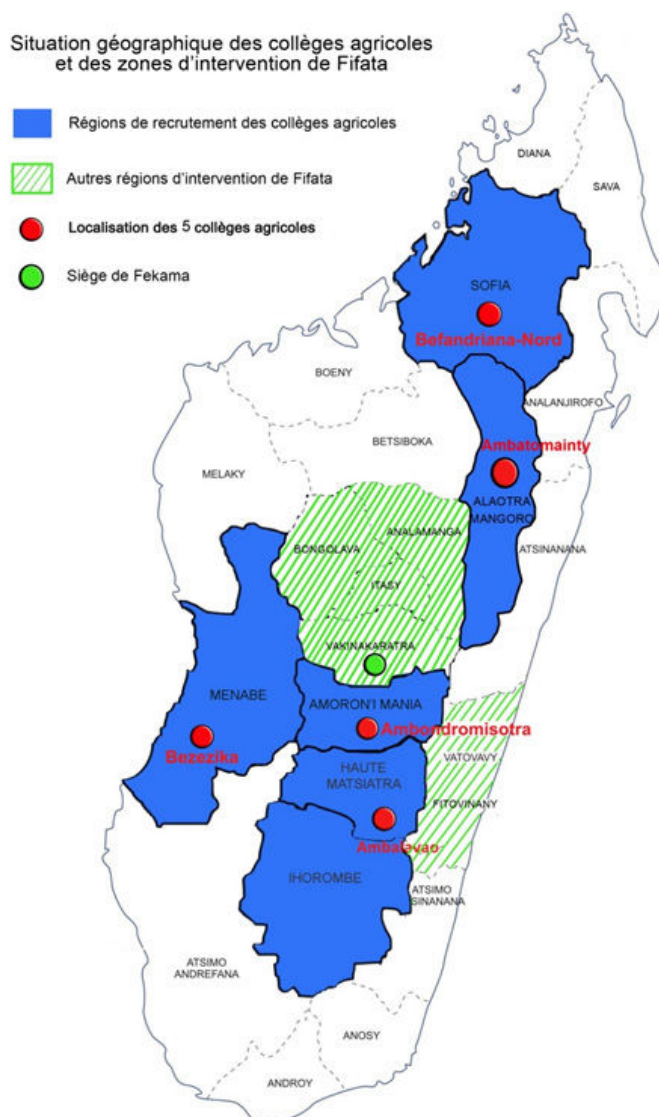 Situation géographique des collèges agricoles
et des zones d'intervention de Fifata
Régions de recrutement des collèges agricoles
Autres régions d'intervention de Fifata
Localisation des 5 collèges agricoles
Siège de Fekama
DIANA
SAVA
SOFIA
Befandriana-Nord
BOENY
ANALANJIROFO
BETSIBOKA
Ambatomainty
MELAKY
ALAOTRA
MANGORO
ANALAMANGA
BONGOLAVA
ATSINANANA
ITASY
VAKINAKARATRA
MENABE
AMORON'I MANIA
Ambondromisotra
Bezezika
HAUTE
MATSIATRA
VATOVAVY
FITOVINANY
Ambalavao
IHOROMBE
ATSIMO
SINANANA
ATSIMO
ANDREFANA
ANOSY
ANDROY